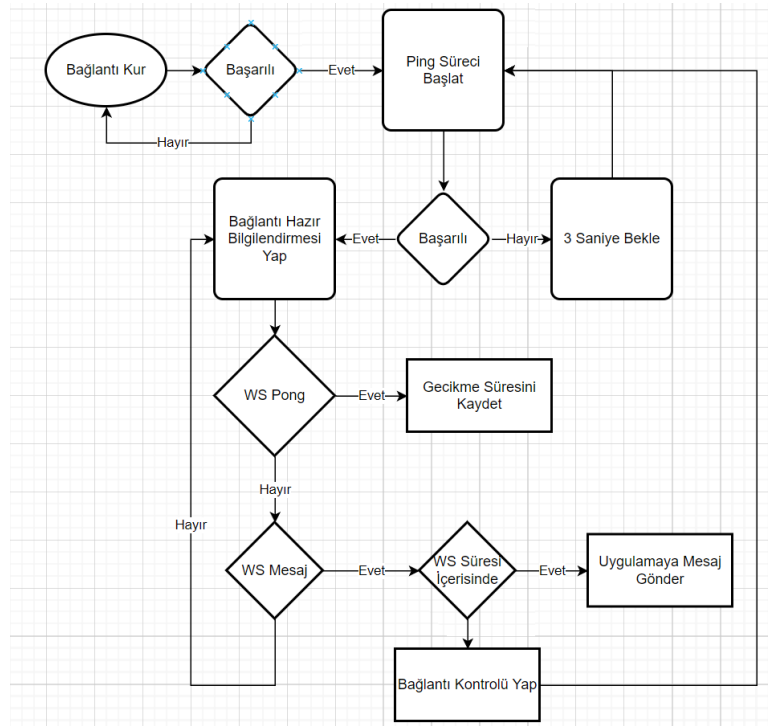 Bağlantı Kur
Başarılı
Evet
Ping Süreci
Başlat
Hayır
Bağlantı Hazır
Bilgilendirmesi
Yap
Evet
Başarılı
Hayır
3 Saniye Bekle
WS Pong
Evet
Gecikme Süresini
Kaydet
Hayır
Hayır
WS Mesaj
Evet
WS Süresi
İçerisinde
Evet
Uygulamaya Mesaj
Gönder
Bağlantı Kontrolü Yap